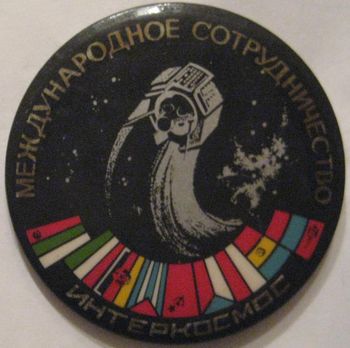 МЕЖДУНАРОДНОЕ СОТРУДНИЧЕСТВО
ИНТЕРКОСМОС